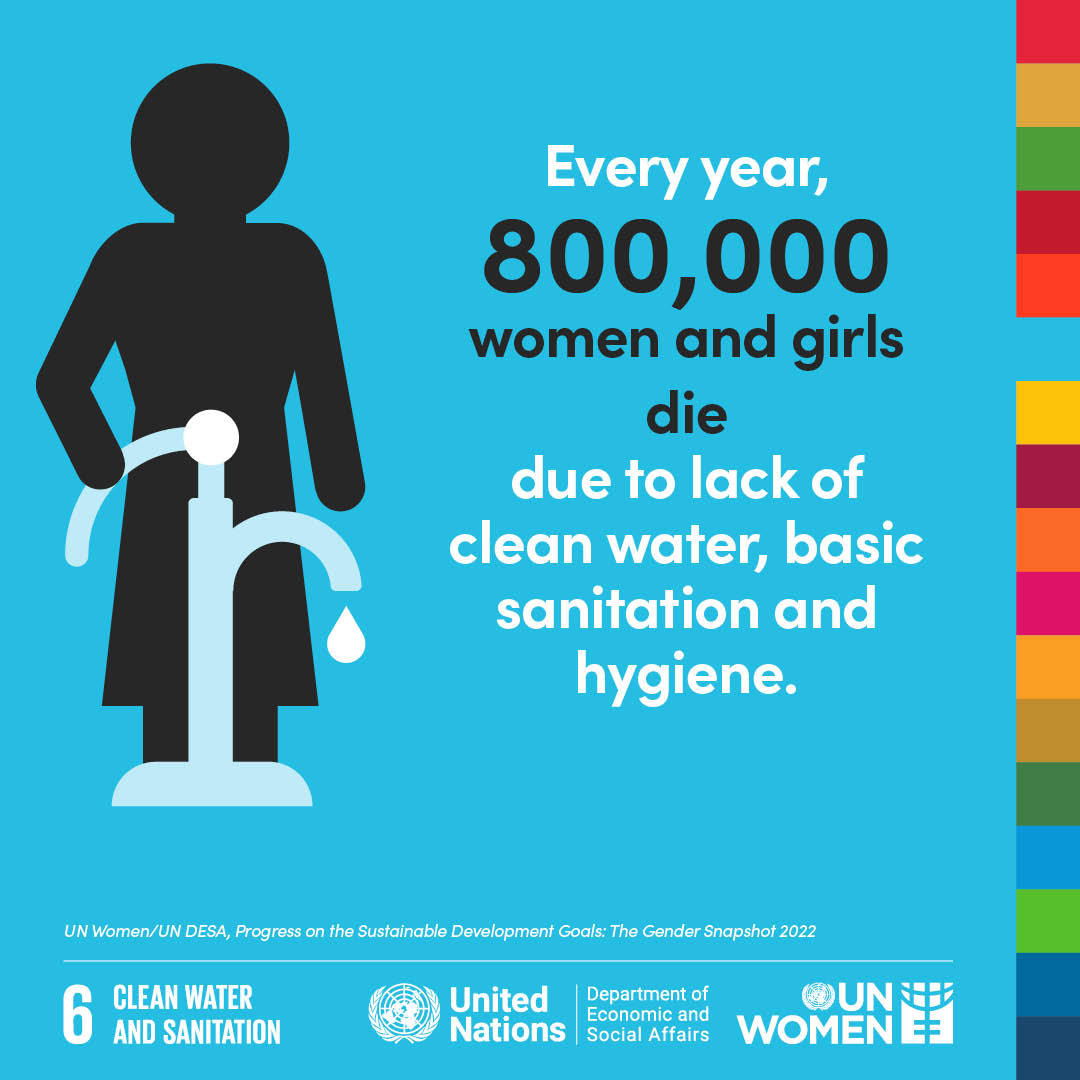 Every year,
800,000
women and girls
die
due to lack of
clean water, basic
sanitation and
hygiene.
UN Women/UN DESA, Progress on the Sustainable Development Goals: The Gender Snapshot 2022
6
CLEAN WATER
AND SANITATION
United
Nations
Department of
Economic and
Social Affairs
UN
WOMEN